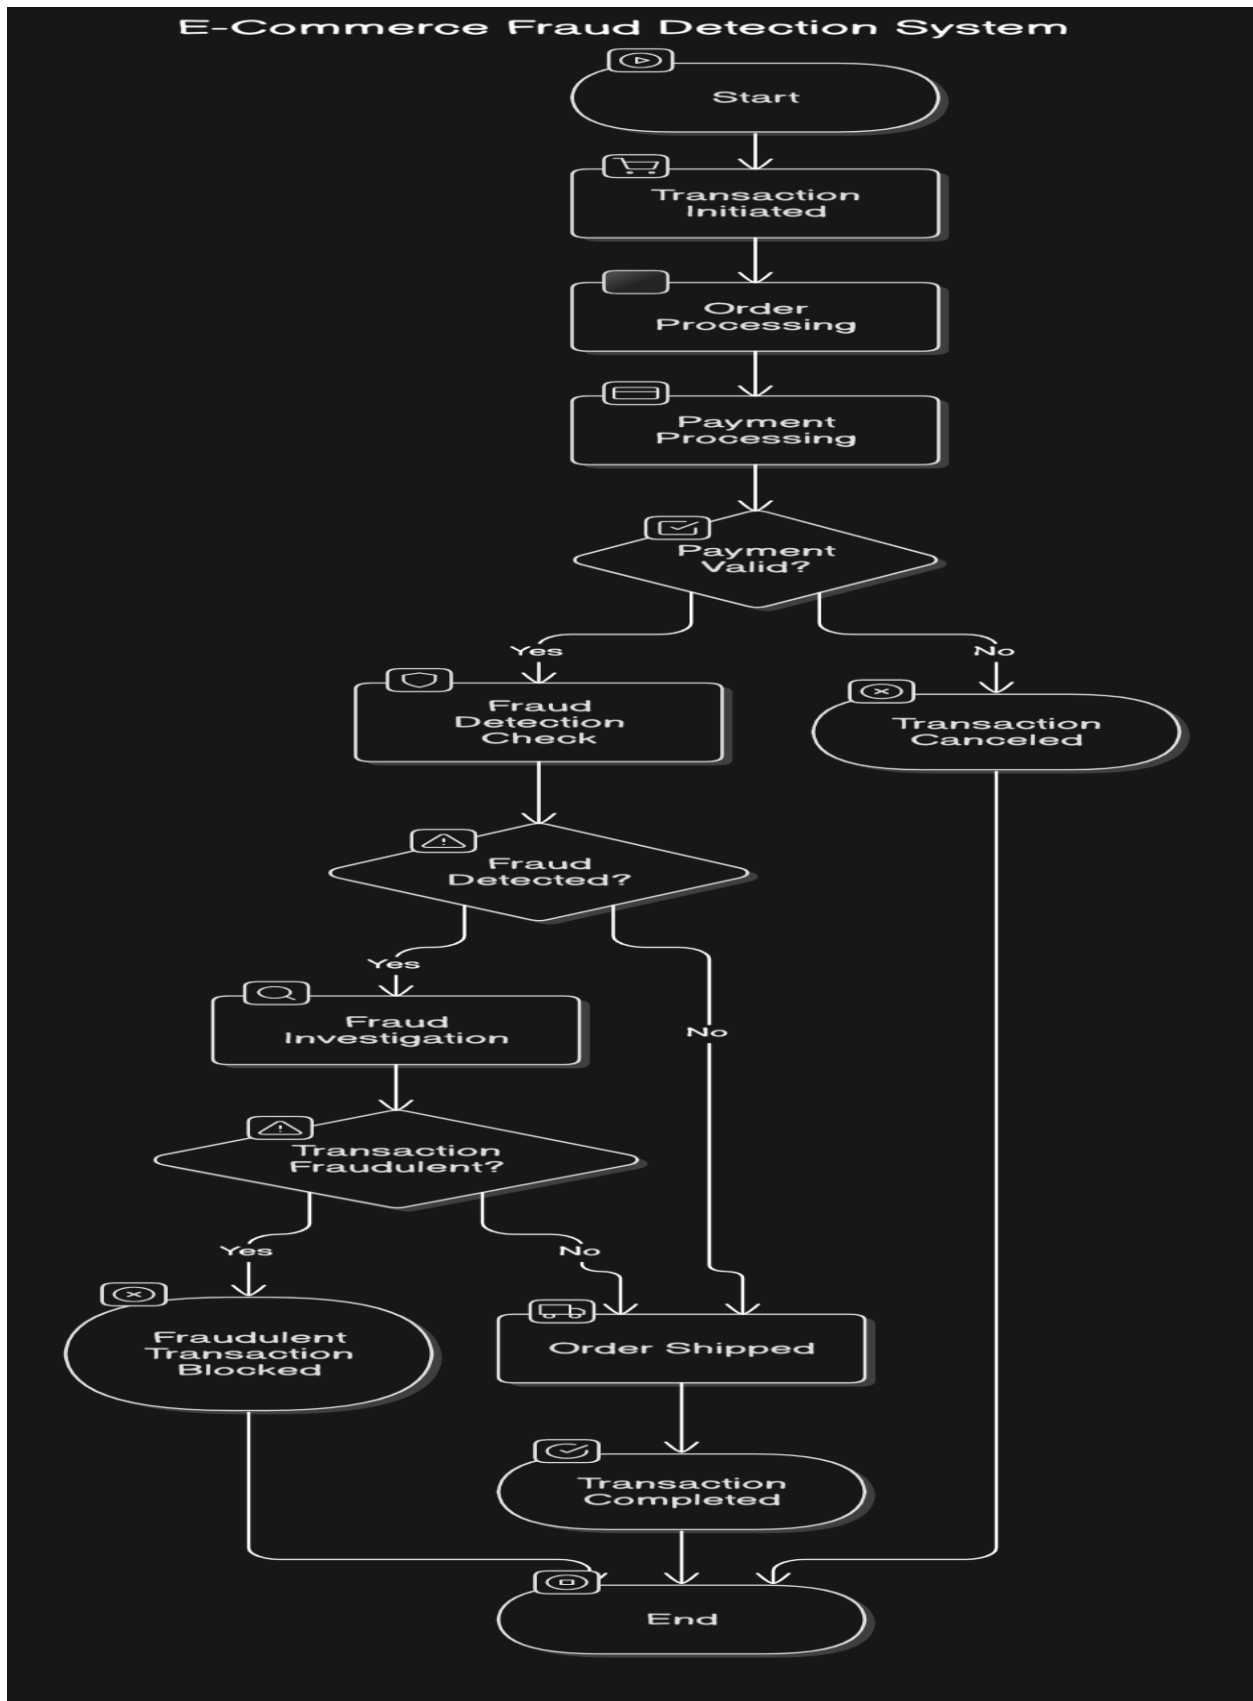 E-Commerce Fraud Detection System
Start
Transaction
Initiated
Order
Processing
Payment
Processing
Payment
Valid?
Yes
No
Fraud
Detection
Check
Transaction
Canceled
Fraud
Detected?
Yes
No
Fraud
Investigation
Transaction
Fraudulent?
Yes
No
Fraudulent
Transaction
Blocked
Order Shipped
Transaction
Completed
End